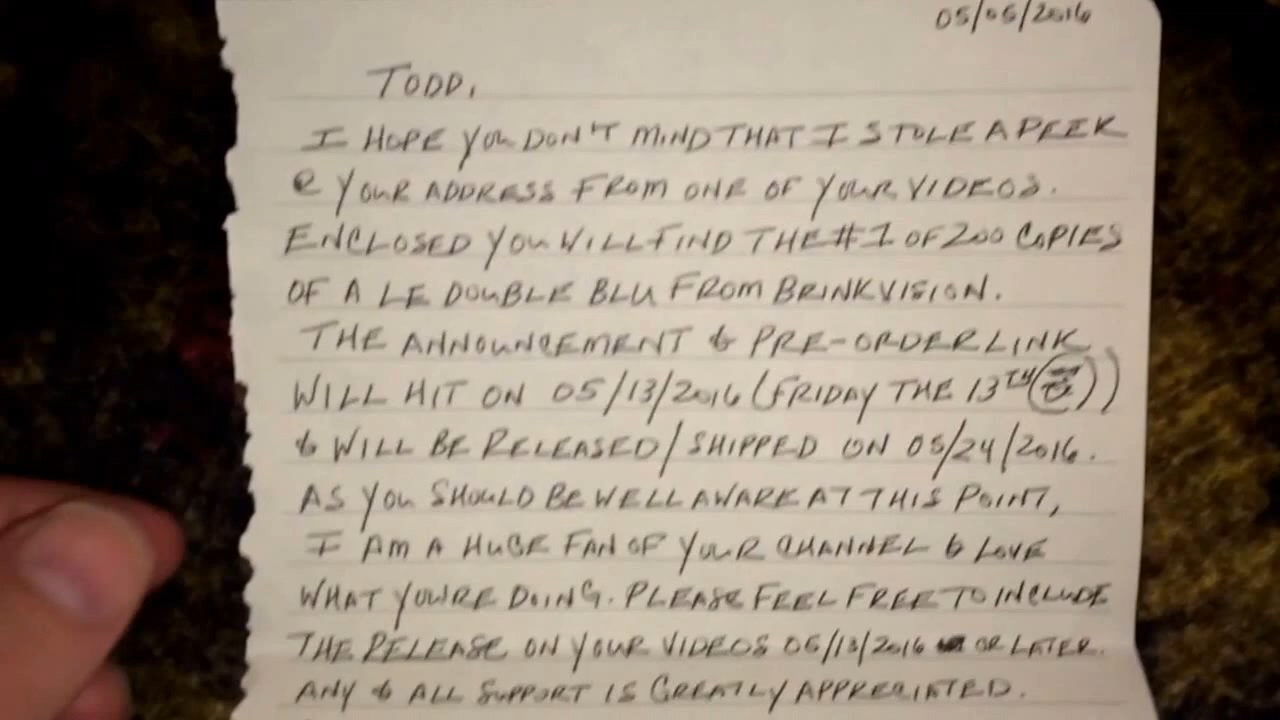 05/05/2016
TODD,
I HOPE YOU DON'T MIND THAT I STOLE A PEEK
@ YOUR ADDRESS FROM ONE OF YOUR VIDEOS.
ENCLOSED YOU WILL FIND THE #1 OF 200 COPIES
OF A LE DOUBLE BLU FROM BRINKVISION.
THE ANNOUNCEMENT & PRE-ORDER LINK
WILL HIT ON 05/13/2016 (FRIDAY THE 13TH)
& WILL BE RELEASED/SHIPPED ON 05/24/2016.
AS YOU SHOULD BE WELL AWARE AT THIS POINT,
I AM A HUGE FAN OF YOUR CHANNEL & LOVE
WHAT YOU'RE DOING. PLEASE FEEL FREE TO INCLUDE
THE RELEASE ON YOUR VIDEOS 05/13/2016 OR LATER.
ANY & ALL SUPPORT IS GREATLY APPRECIATED.